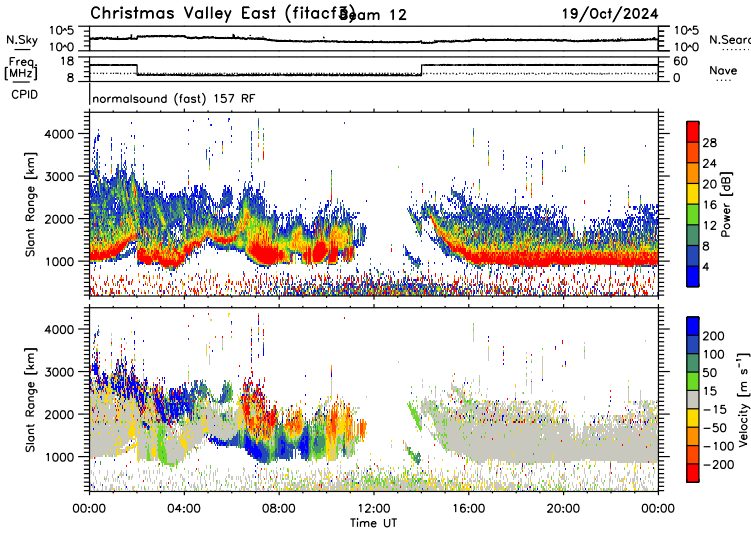 Christmas Valley East (fitacf3) Beam 12 19/Oct/2024
N.Sky 10^5 10^0 10^5 10^0 N.Searc
Freq. [MHz] 18 8 60 0 Nave
CPID normalsound (fast) 157 RF
Slant Range [km] 4000 3000 2000 1000
Power [dB] 28 24 20 16 12 8 4
Slant Range [km] 4000 3000 2000 1000
Velocity [m s⁻¹] 200 100 50 15 -15 -50 -100 -200
00:00 04:00 08:00 12:00 16:00 20:00 00:00
Time UT